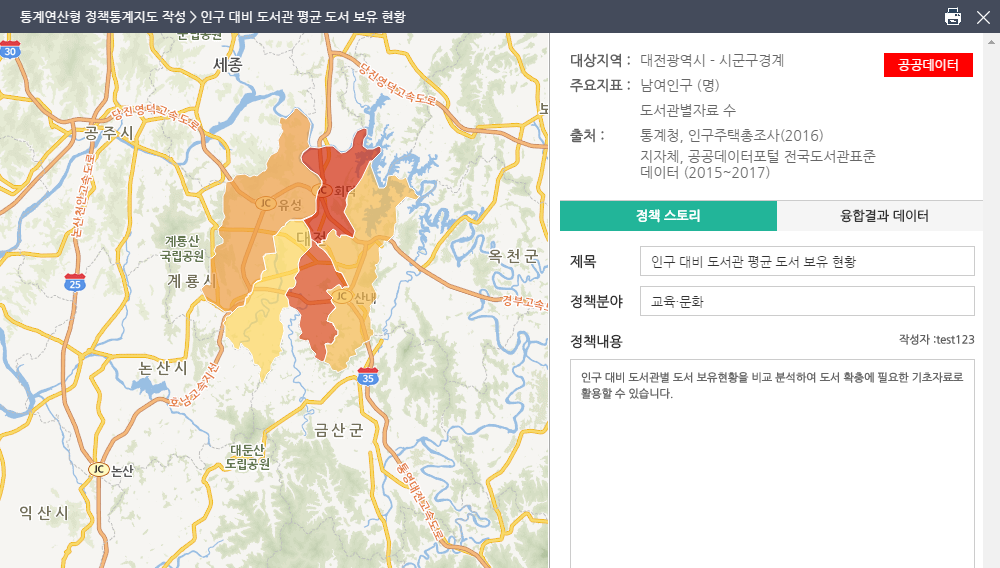 통계연산형 정책통계지도 작성 > 인구 대비 도서관 평균 도서 보유 현황
대상지역 : 대전광역시 - 시군구경계
공공데이터
주요지표 : 남여인구 (명)
도서관별자료 수
출처 : 통계청, 인구주택총조사(2016)
지자체, 공공데이터포털 전국도서관표준
데이터 (2015~2017)
정책 스토리
융합결과 데이터
제목
인구 대비 도서관 평균 도서 보유 현황
정책분야
교육·문화
정책내용
작성자 :test123
인구 대비 도서관별 도서 보유현황을 비교 분석하여 도서 확충에 필요한 기초자료로
활용할 수 있습니다.
30
세종
당진영덕고속도로
당진영덕고속도로
공주시
논산천안고속도로
JC 회덕
JC 유성
대전
계룡산
국립공원
옥천군
계룡시
25
JC 산내
경부고속도
논산시
호남고속도로지선
35
금산군
대둔산
도립공원
JC 논산
통영대전고속도로
익산시